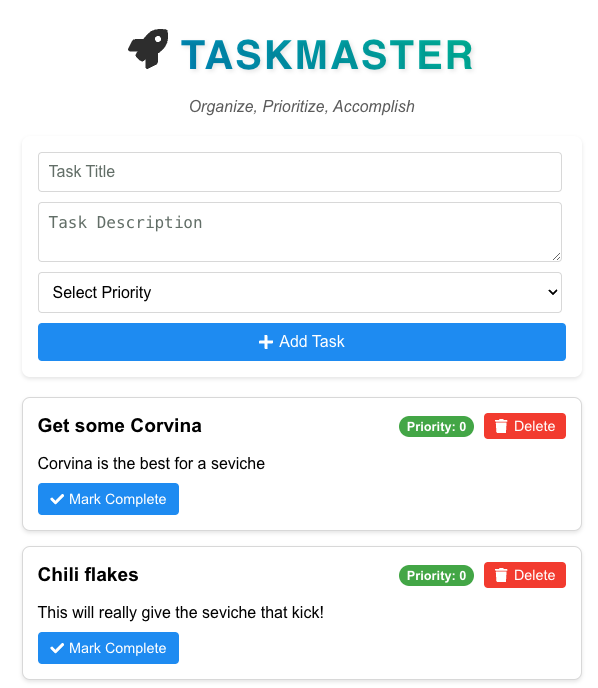 TASKMASTER
Organize, Prioritize, Accomplish
Task Title
Task Description
Select Priority
Add Task
Get some Corvina Priority: 0 Delete
Corvina is the best for a seviche
Mark Complete
Chili flakes Priority: 0 Delete
This will really give the seviche that kick!
Mark Complete